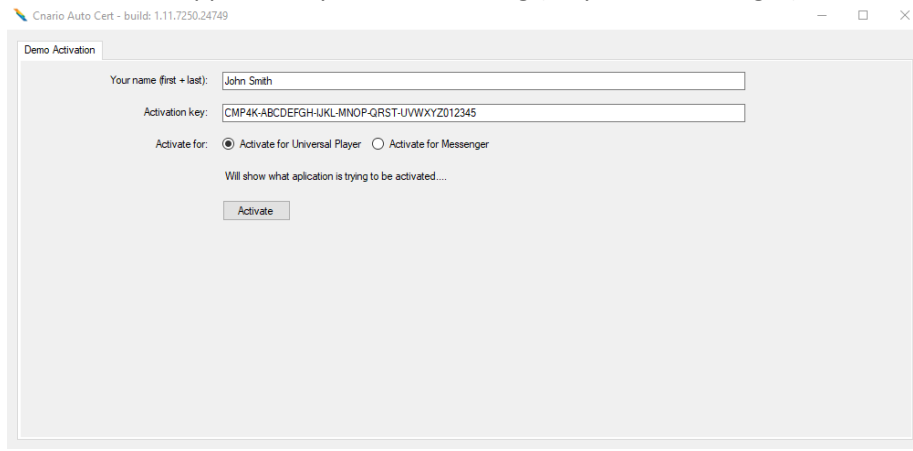 Cnario Auto Cert - build: 1.11.7250.24749
Demo Activation
Your name (first + last): John Smith
Activation key: CMP4K-ABCDEFGH-IJKL-MNOP-QRST-UVWXYZ012345
Activate for: Activate for Universal Player Activate for Messenger
Will show what aplication is trying to be activated....
Activate